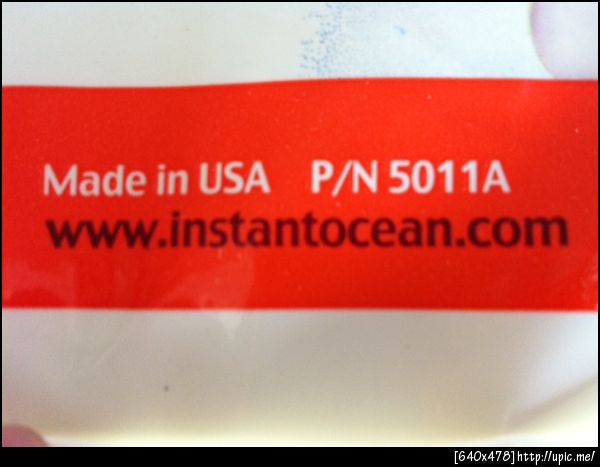 Made in USA P/N 5011A
www.instantocean.com
[640x478]http://upic.me/